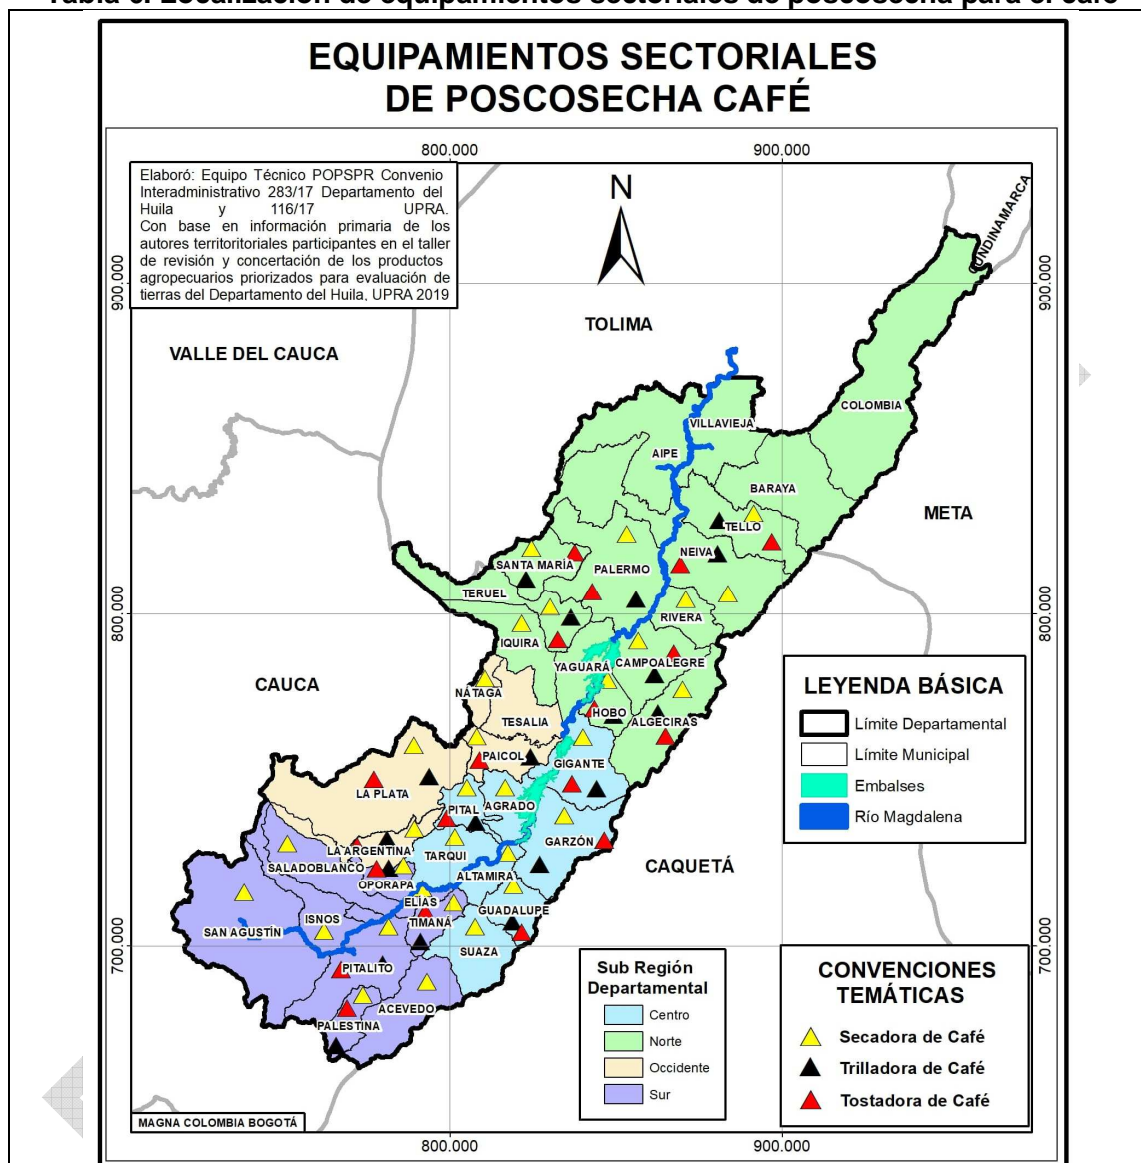 Tabla 6. Localización de equipamientos sectoriales de poscosecha para el café
EQUIPAMIENTOS SECTORIALES
DE POSCOSECHA CAFÉ
800.000
900.000
Elaboró: Equipo Técnico POPSPR Convenio
Interadministrativo 283/17 Departamento del
Huila y 116/17 UPRA.
Con base en información primaria de los
autores territoritoriales participantes en el taller
de revisión y concertación de los productos
agropecuarios priorizados para evaluación de
tierras del Departamento del Huila, UPRA 2019
N
CUNDINAMARCA
900.000
900.000
TOLIMA
VALLE DEL CAUCA
COLOMBIA
VILLAVIEJA
AIPE
BARAYA
META
TELLO
NEIVA
SANTA MARÍA
PALERMO
TERUEL
800.000
800.000
RIVERA
IQUIRA
YAGUARÁ
CAMPOALEGRE
CAUCA
NÁTAGA
HOBO
TESALIA
ALGECIRAS
PAICOL
GIGANTE
LA PLATA
AGRADO
PITAL
GARZÓN
LA ARGENTINA
TARQUI
SALADOBLANCO
CAQUETÁ
ALTAMIRA
OPORAPA
ELÍAS
GUADALUPE
ISNOS
TIMANÁ
SAN AGUSTÍN
SUAZA
700.000
700.000
PITALITO
ACEVEDO
PALESTINA
LEYENDA BÁSICA
Límite Departamental
Límite Municipal
Embalses
Río Magdalena
Sub Región
Departamental
Centro
Norte
Occidente
Sur
CONVENCIONES
TEMÁTICAS
Secadora de Café
Trilladora de Café
Tostadora de Café
MAGNA COLOMBIA BOGOTÁ
800.000
900.000